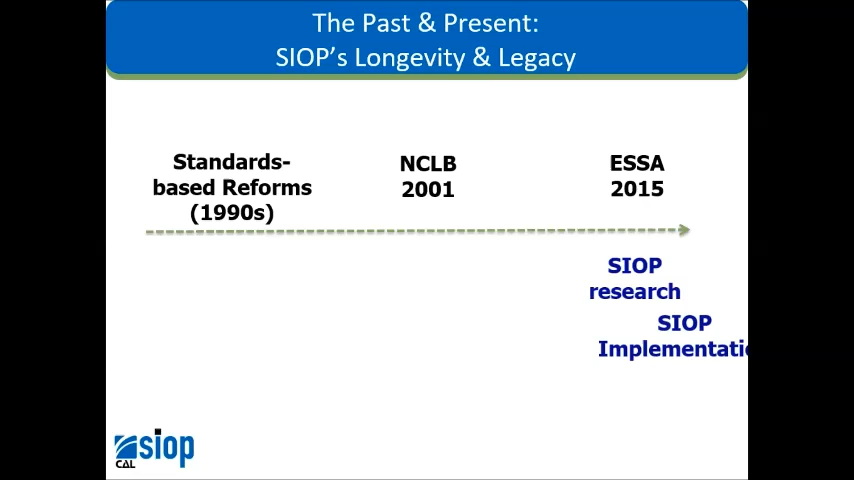 The Past & Present:
SIOP's Longevity & Legacy
Standards-
based Reforms
(1990s)
NCLB
2001
ESSA
2015
SIOP
research
SIOP
Implementatio
siop
CAL